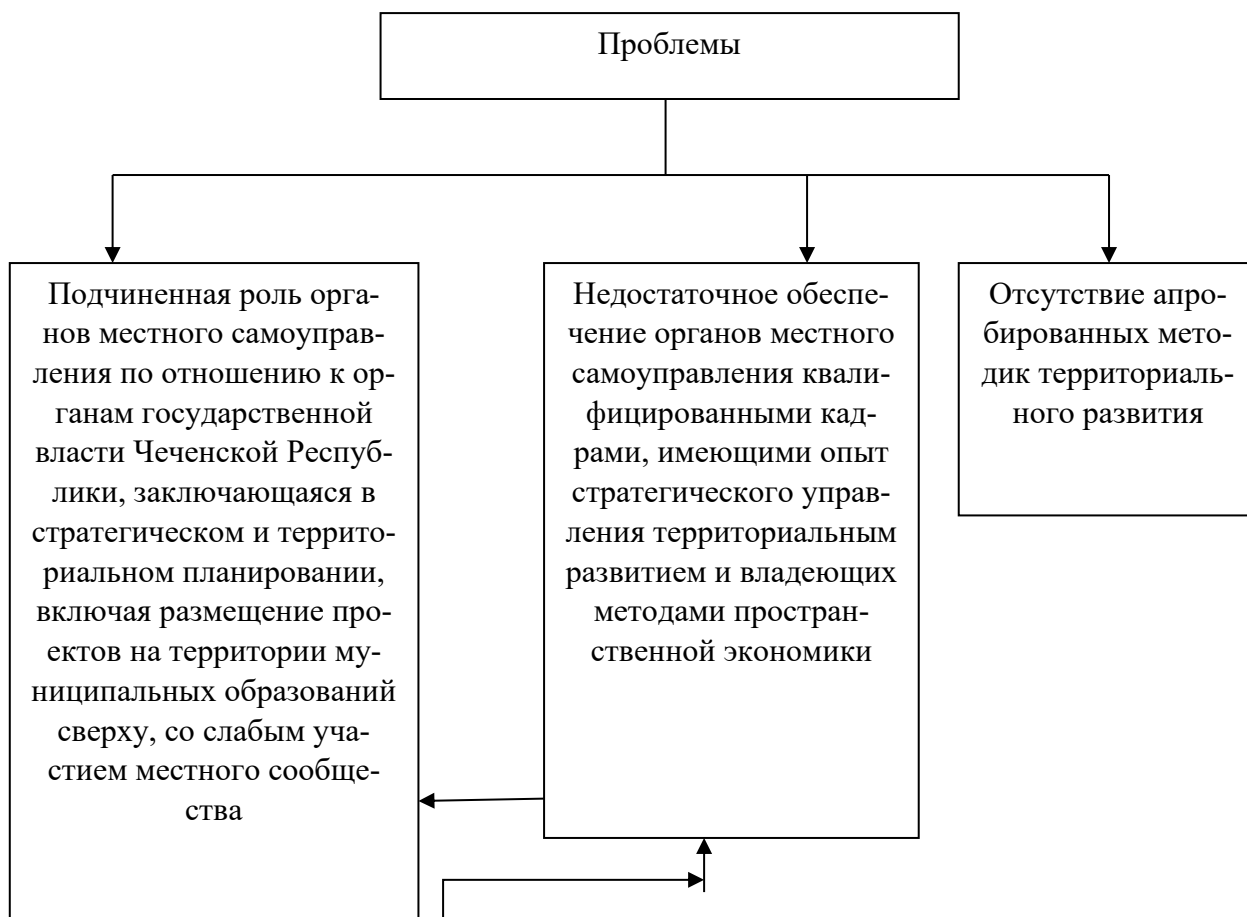 Проблемы
Подчиненная роль орга-
нов местного самоуправ-
ления по отношению к ор-
ганам государственной
власти Чеченской Респуб-
лики, заключающаяся в
стратегическом и террито-
риальном планировании,
включая размещение про-
ектов на территории му-
ниципальных образований
сверху, со слабым уча-
стием местного сообще-
ства
Недостаточное обеспе-
чение органов местного
самоуправления квали-
фицированными кад-
рами, имеющими опыт
стратегического управ-
ления территориальным
развитием и владеющих
методами простран-
ственной экономики
Отсутствие апро-
бированных мето-
дик территориаль-
ного развития